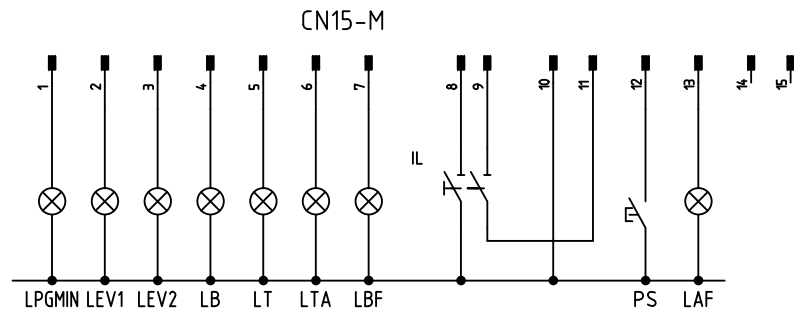 CN15-M
1 2 3 4 5 6 7 8 9 10 11 12 13 14 15
IL
LPGMIN LEV1 LEV2 LB LT LTA LBF PS LAF